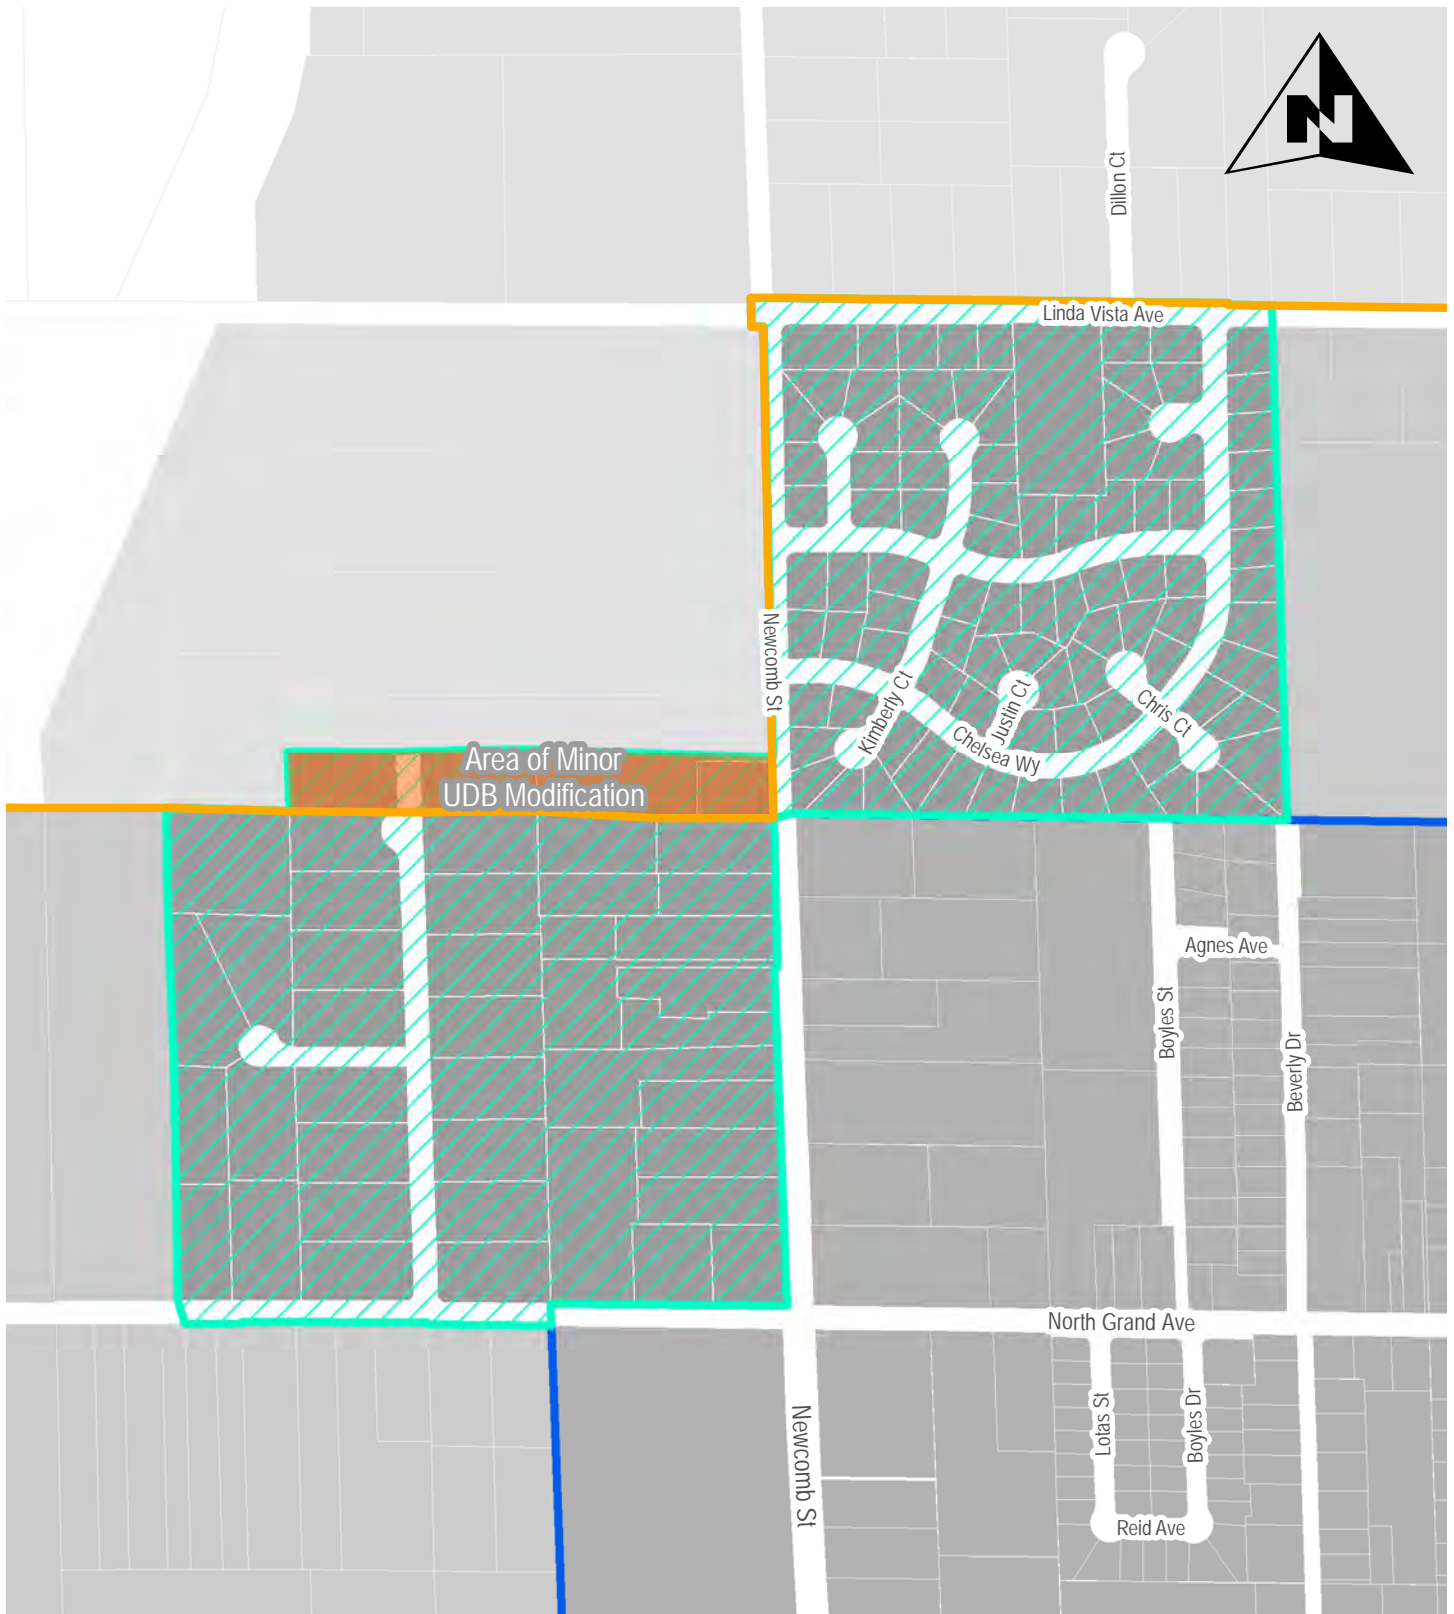 N
Dillon Ct
Linda Vista Ave
Newcomb St
Kimberly Ct
Justin Ct
Chris Ct
Chelsea Wy
Area of Minor
UDB Modification
Agnes Ave
Boyles St
Beverly Dr
North Grand Ave
Newcomb St
Lotas St
Boyles Dr
Reid Ave